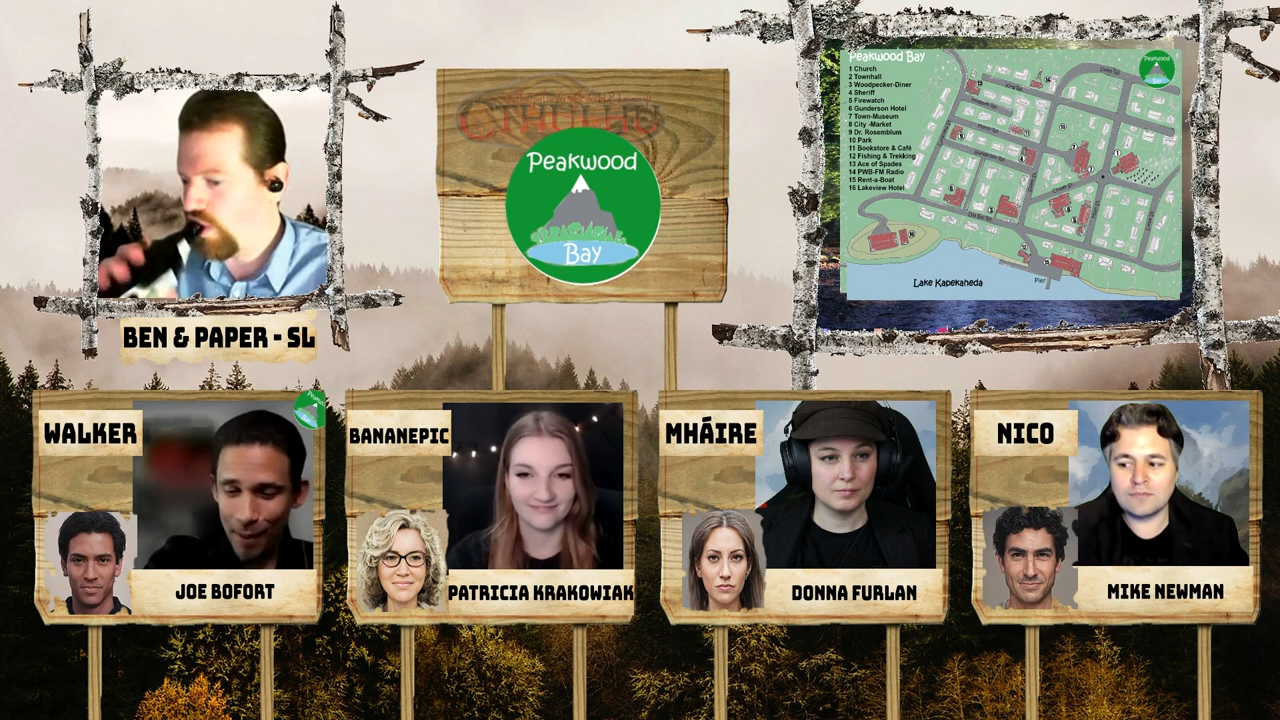 CTHULHU
Peakwood
Bay
Peakwood Bay
1 Church
2 Townhall
3 Woodpecker-Diner
4 Sheriff
5 Firewatch
6 Gunderson Hotel
7 Town-Museum
8 City -Market
9 Dr. Rosemblum
10 Park
11 Bookstore & Café
12 Fishing & Trekking
13 Ace of Spades
14 PWB-FM Radio
15 Rent-a-Boat
16 Lakeview Hotel
Peakwood
Bay
Lake Kapekaheda
Pier
BEN & PAPER - SL
WALKER
BANANEPIC
MHÁIRE
NICO
JOE BOFORT
PATRICIA KRAKOWIAK
DONNA FURLAN
MIKE NEWMAN